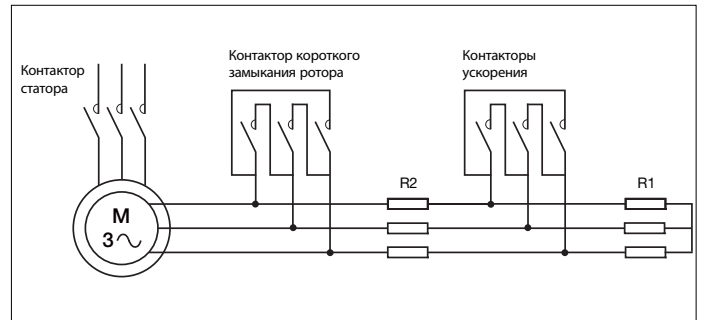 Контактор
статора
Контактор короткого
замыкания ротора
Контакторы
ускорения
R2
R1
M
3~